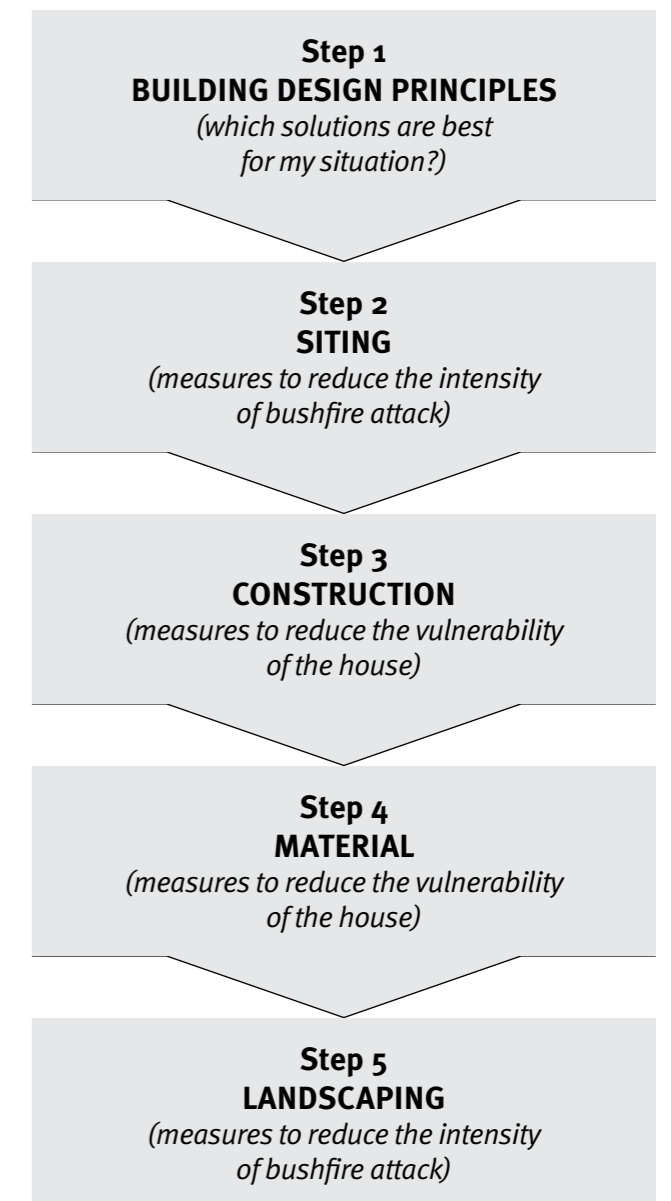 Step 1
BUILDING DESIGN PRINCIPLES
(which solutions are best
for my situation?)
Step 2
SITING
(measures to reduce the intensity
of bushfire attack)
Step 3
CONSTRUCTION
(measures to reduce the vulnerability
of the house)
Step 4
MATERIAL
(measures to reduce the vulnerability
of the house)
Step 5
LANDSCAPING
(measures to reduce the intensity
of bushfire attack)